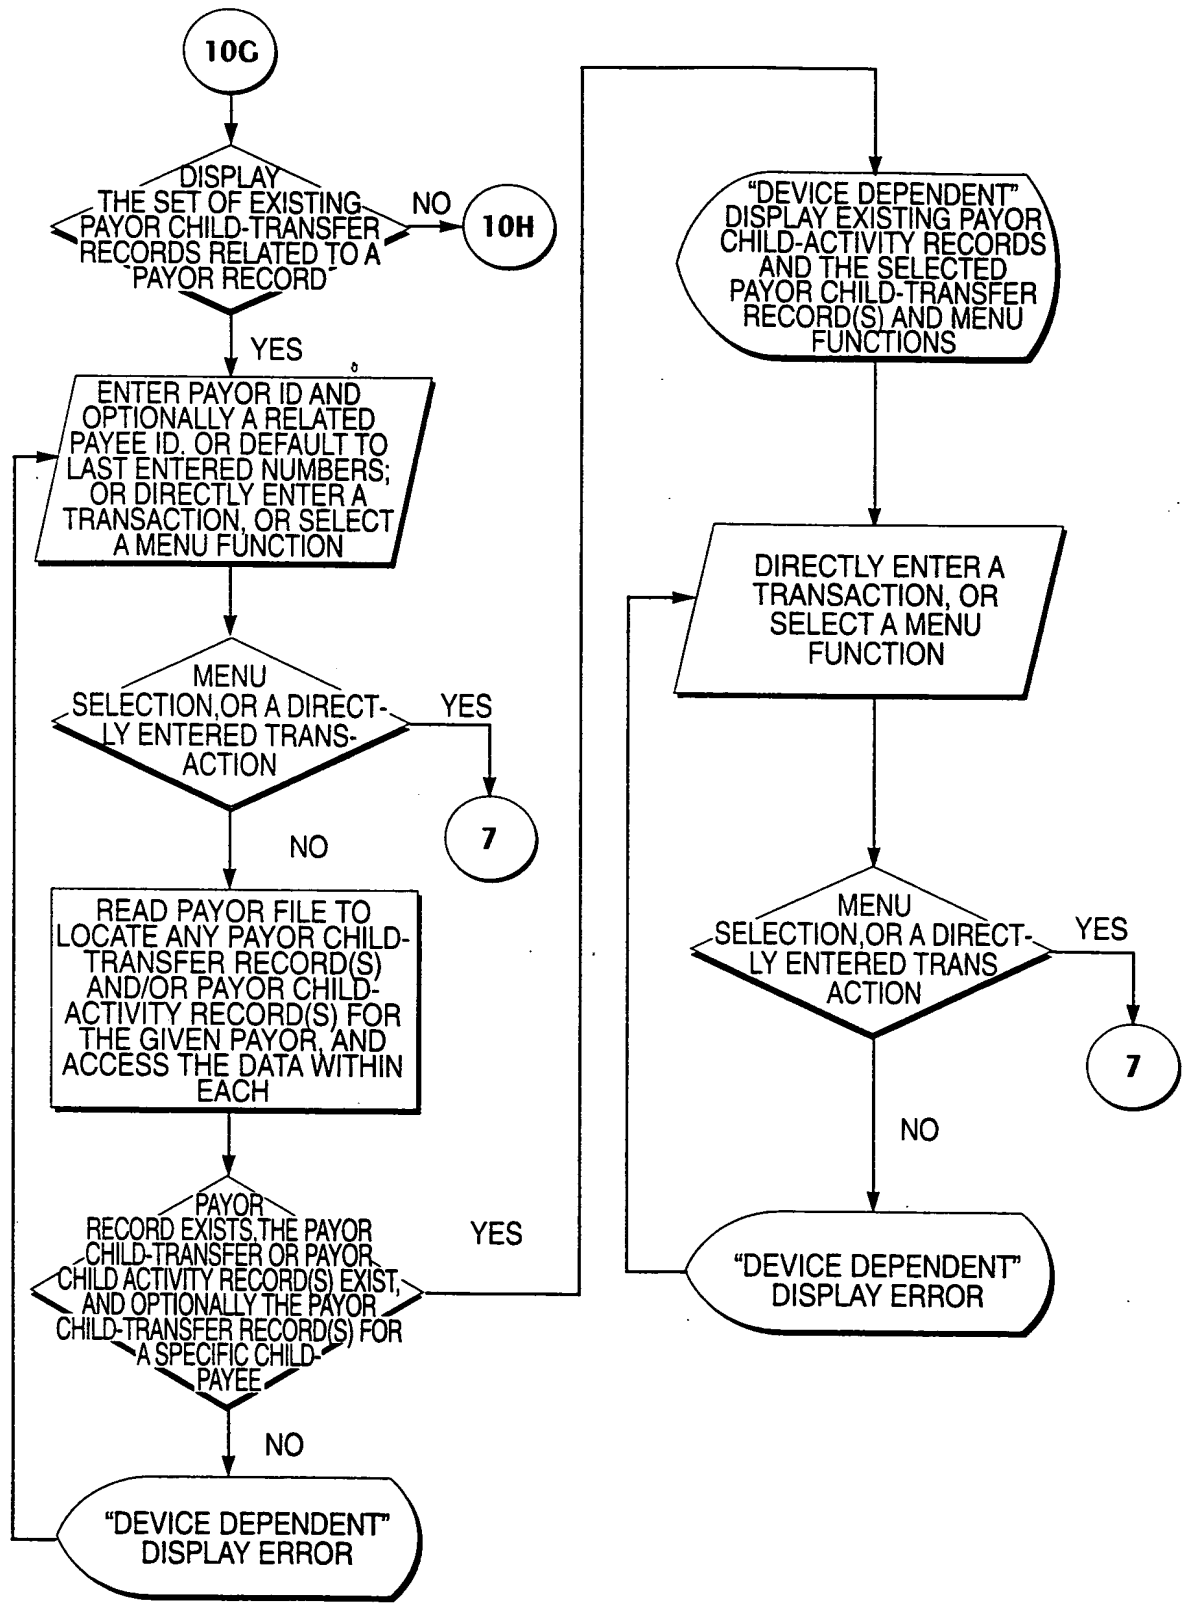 10G
DISPLAY
THE SET OF EXISTING
PAYOR CHILD-TRANSFER
RECORDS RELATED TO A
PAYOR RECORD
NO
10H
YES
ENTER PAYOR ID AND
OPTIONALLY A RELATED
PAYEE ID. OR DEFAULT TO
LAST ENTERED NUMBERS;
OR DIRECTLY ENTER A
TRANSACTION, OR SELECT
A MENU FUNCTION
MENU
SELECTION,OR A DIRECT-
LY ENTERED TRANS-
ACTION
YES
7
NO
READ PAYOR FILE TO
LOCATE ANY PAYOR CHILD-
TRANSFER RECORD(S)
AND/OR PAYOR CHILD-
ACTIVITY RECORD(S) FOR
THE GIVEN PAYOR, AND
ACCESS THE DATA WITHIN
EACH
PAYOR
RECORD EXISTS,THE PAYOR
CHILD-TRANSFER OR PAYOR
CHILD ACTIVITY RECORD(S) EXIST,
AND OPTIONALLY THE PAYOR
CHILD-TRANSFER RECORD(S) FOR
A SPECIFIC CHILD-
PAYEE
YES
NO
"DEVICE DEPENDENT"
DISPLAY ERROR
"DEVICE DEPENDENT"
DISPLAY EXISTING PAYOR
CHILD-ACTIVITY RECORDS
AND THE SELECTED
PAYOR CHILD-TRANSFER
RECORD(S) AND MENU
FUNCTIONS
DIRECTLY ENTER A
TRANSACTION, OR
SELECT A MENU
FUNCTION
MENU
SELECTION,OR A DIRECT-
LY ENTERED TRANS
ACTION
YES
7
NO
"DEVICE DEPENDENT"
DISPLAY ERROR